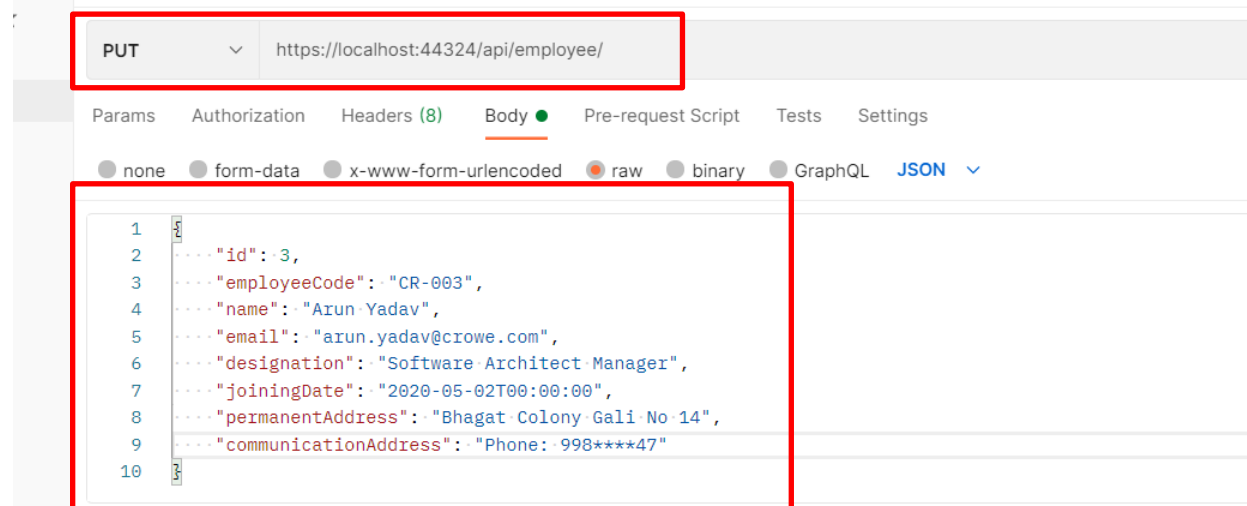 PUT https://localhost:44324/api/employee/
Params Authorization Headers (8) Body Pre-request Script Tests Settings
none form-data x-www-form-urlencoded raw binary GraphQL JSON
1 {
2 "id": 3,
3 "employeeCode": "CR-003",
4 "name": "Arun Yadav",
5 "email": "arun.yadav@crowe.com",
6 "designation": "Software Architect Manager",
7 "joiningDate": "2020-05-02T00:00:00",
8 "permanentAddress": "Bhagat Colony Gali No 14",
9 "communicationAddress": "Phone: 998****47"
10 }